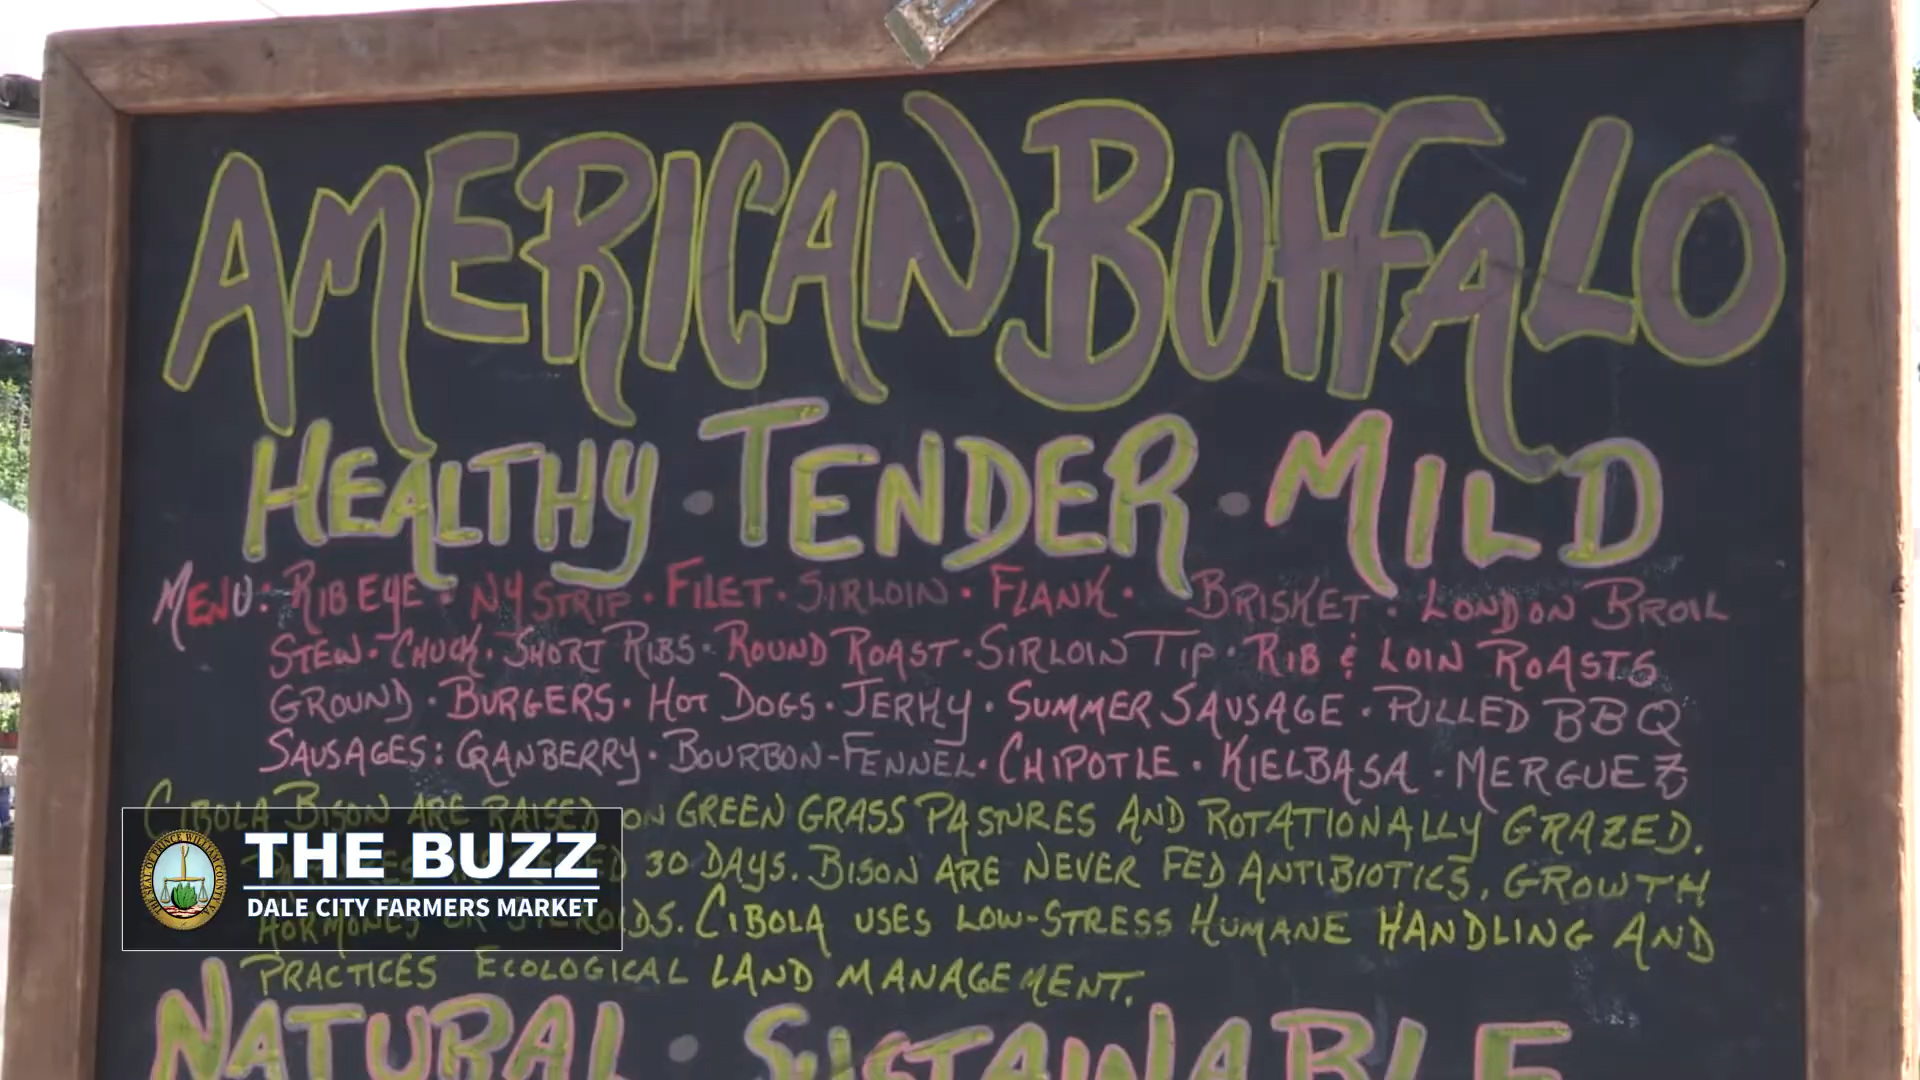 AMERICAN BUFFALO
HEALTHY · TENDER · MILD
MENU: RIB EYE · NY STRIP · FILET · SIRLOIN · FLANK · BRISKET · LONDON BROIL
STEW · CHUCK · SHORT RIBS · ROUND ROAST · SIRLOIN TIP · RIB & LOIN ROASTS
GROUND · BURGERS · HOT DOGS · JERKY · SUMMER SAUSAGE · PULLED BBQ
SAUSAGES: CRANBERRY · BOURBON-FENNEL · CHIPOTLE · KIELBASA · MERGUEZ
CIBOLA BISON ARE RAISED ON GREEN GRASS PASTURES AND ROTATIONALLY GRAZED.
30 DAYS. BISON ARE NEVER FED ANTIBIOTICS, GROWTH
HORMONES OR STEROIDS. CIBOLA USES LOW-STRESS HUMANE HANDLING AND
PRACTICES ECOLOGICAL LAND MANAGEMENT.
NATURAL · SUSTAINABLE
THE BUZZ
DALE CITY FARMERS MARKET